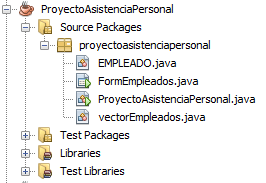 ProyectoAsistenciaPersonal
Source Packages
proyectoasistenciapersonal
EMPLEADO.java
FormEmpleados.java
ProyectoAsistenciaPersonal.java
vectorEmpleados.java
Test Packages
Libraries
Test Libraries